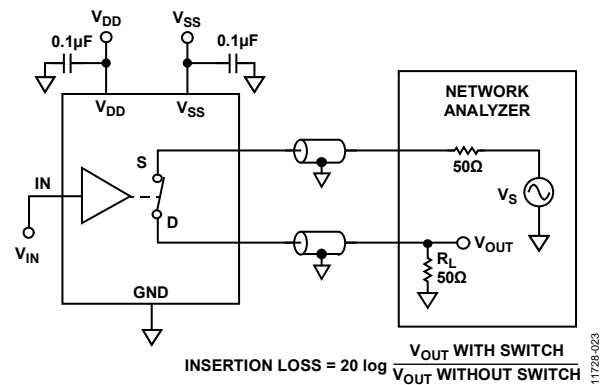 VDD
VSS
0.1µF
0.1µF
VDD
VSS
NETWORK
ANALYZER
S
50Ω
IN
VS
D
VOUT
VIN
RL
50Ω
GND
INSERTION LOSS = 20 log VOUT WITH SWITCH
VOUT WITHOUT SWITCH
11728-023